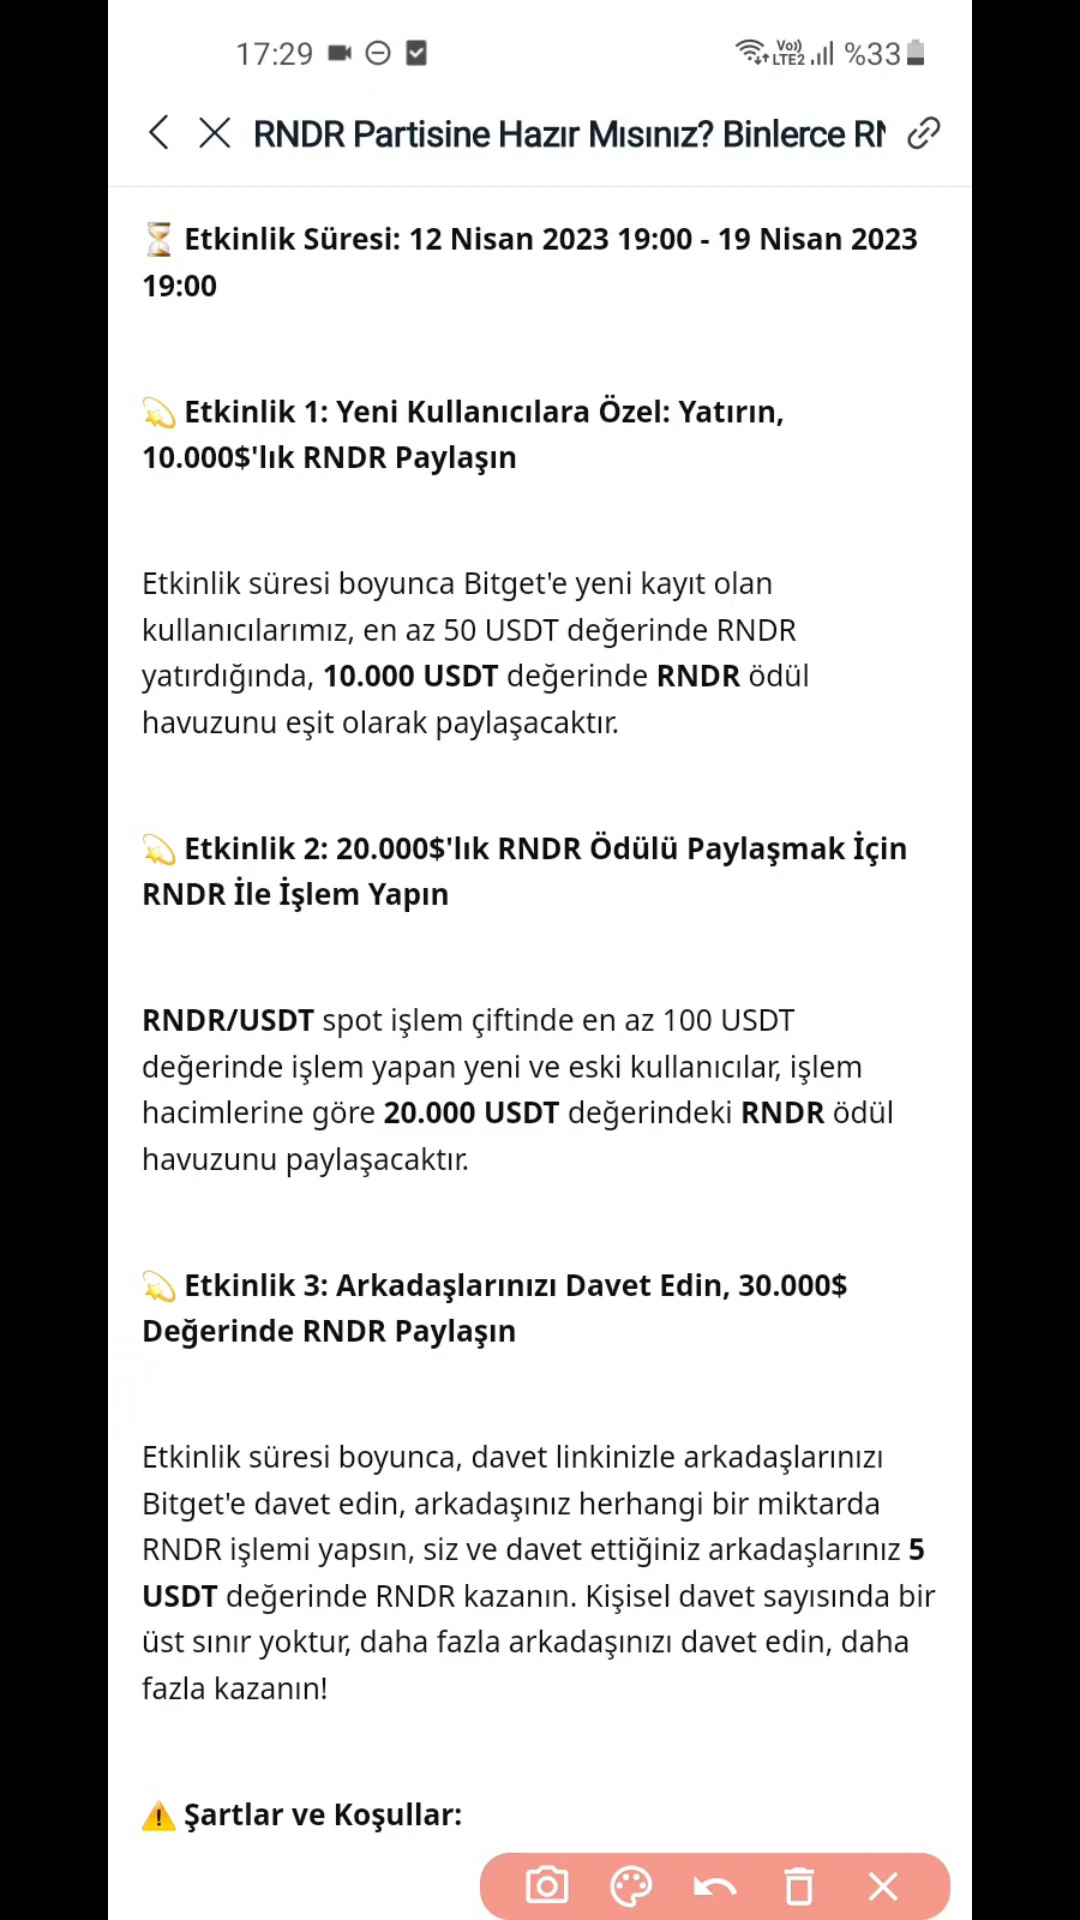 17:29
Vo)) LTE2 %33
RNDR Partisine Hazır Mısınız? Binlerce
Etkinlik Süresi: 12 Nisan 2023 19:00 - 19 Nisan 2023
19:00
Etkinlik 1: Yeni Kullanıcılara Özel: Yatırın,
10.000$'lık RNDR Paylaşın
Etkinlik süresi boyunca Bitget'e yeni kayıt olan
kullanıcılarımız, en az 50 USDT değerinde RNDR
yatırdığında, 10.000 USDT değerinde RNDR ödül
havuzunu eşit olarak paylaşacaktır.
Etkinlik 2: 20.000$'lık RNDR Ödülü Paylaşmak İçin
RNDR İle İşlem Yapın
RNDR/USDT spot işlem çiftinde en az 100 USDT
değerinde işlem yapan yeni ve eski kullanıcılar, işlem
hacimlerine göre 20.000 USDT değerindeki RNDR ödül
havuzunu paylaşacaktır.
Etkinlik 3: Arkadaşlarınızı Davet Edin, 30.000$
Değerinde RNDR Paylaşın
Etkinlik süresi boyunca, davet linkinizle arkadaşlarınızı
Bitget'e davet edin, arkadaşınız herhangi bir miktarda
RNDR işlemi yapsın, siz ve davet ettiğiniz arkadaşlarınız 5
USDT değerinde RNDR kazanın. Kişisel davet sayısında bir
üst sınır yoktur, daha fazla arkadaşınızı davet edin, daha
fazla kazanın!
Şartlar ve Koşullar: